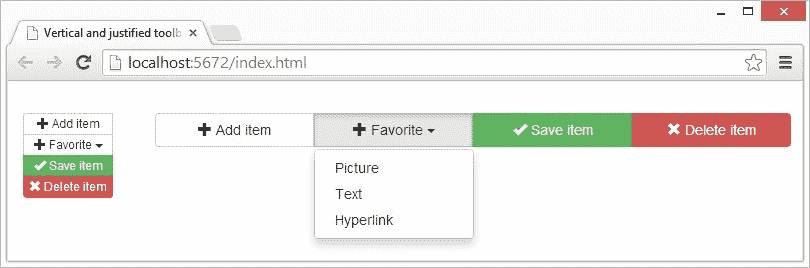 Vertical and justified toolb
localhost:5672/index.html
Add item
Favorite
Save item
Delete item
Add item
Favorite
Save item
Delete item
Picture
Text
Hyperlink